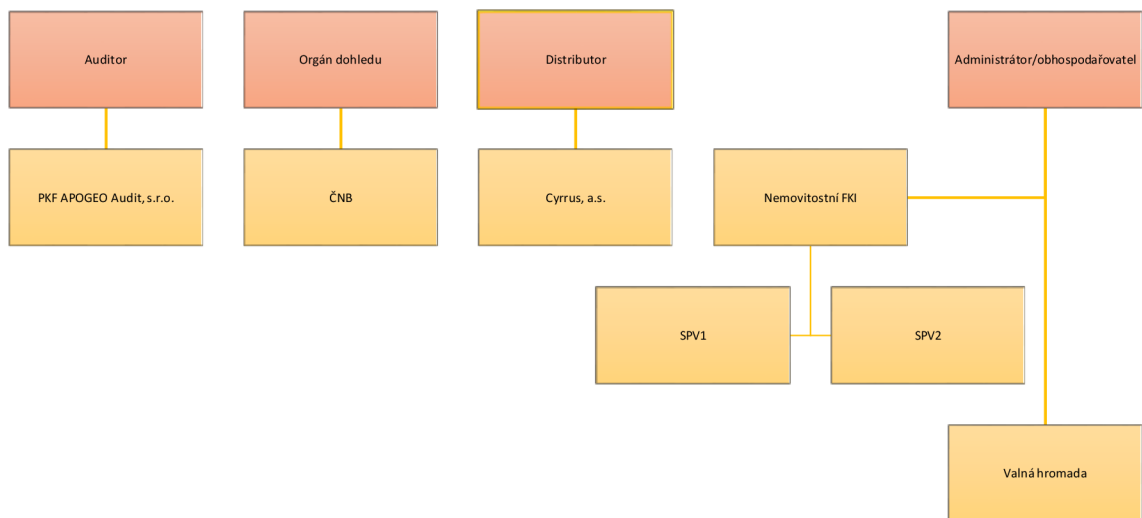 Auditor
Orgán dohledu
Distributor
Administrátor/obhospodařovatel
PKF APOGEO Audit, s.r.o.
ČNB
Cyrrus, a.s.
Nemovitostní FKI
SPV1
SPV2
Valná hromada